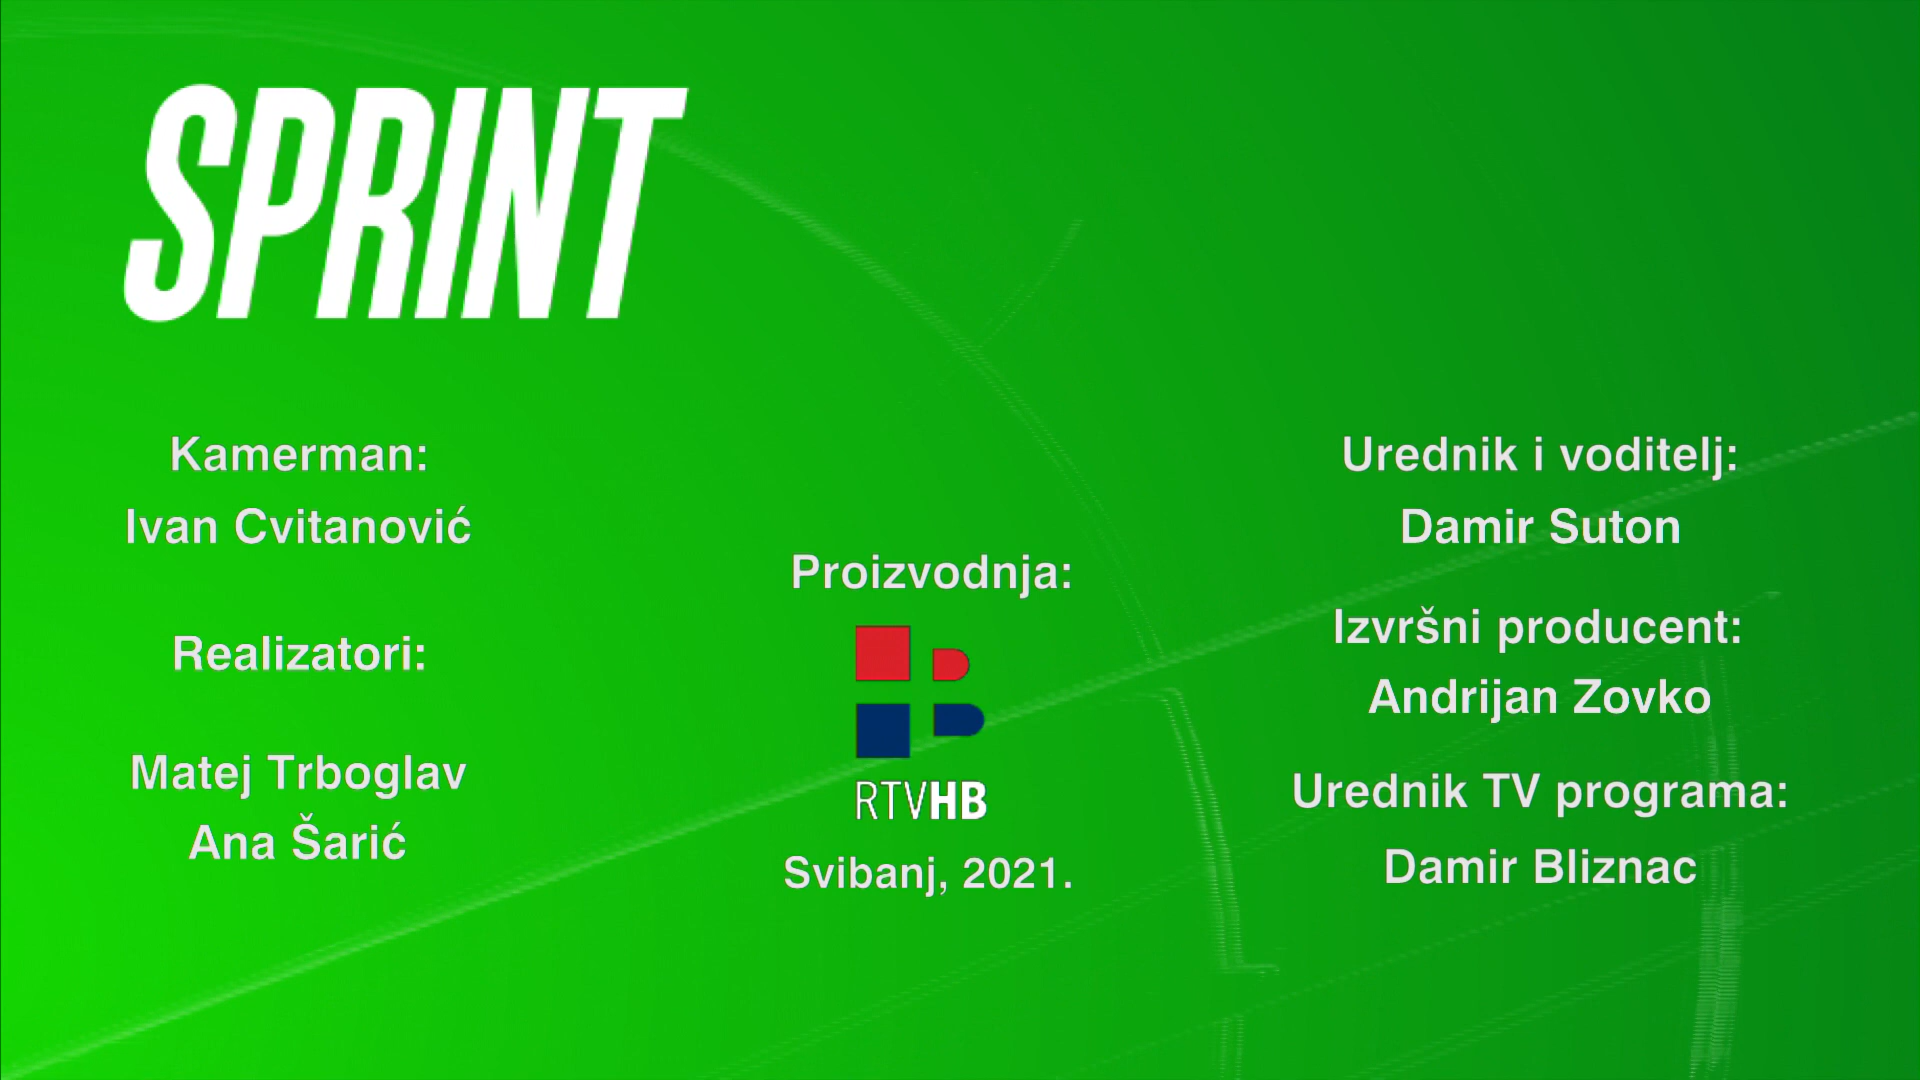 SPRINT
Kamerman:
Ivan Cvitanović
Realizatori:
Matej Trboglav
Ana Šarić
Proizvodnja:
RTVHB
Svibanj, 2021.
Urednik i voditelj:
Damir Suton
Izvršni producent:
Andrijan Zovko
Urednik TV programa:
Damir Bliznac